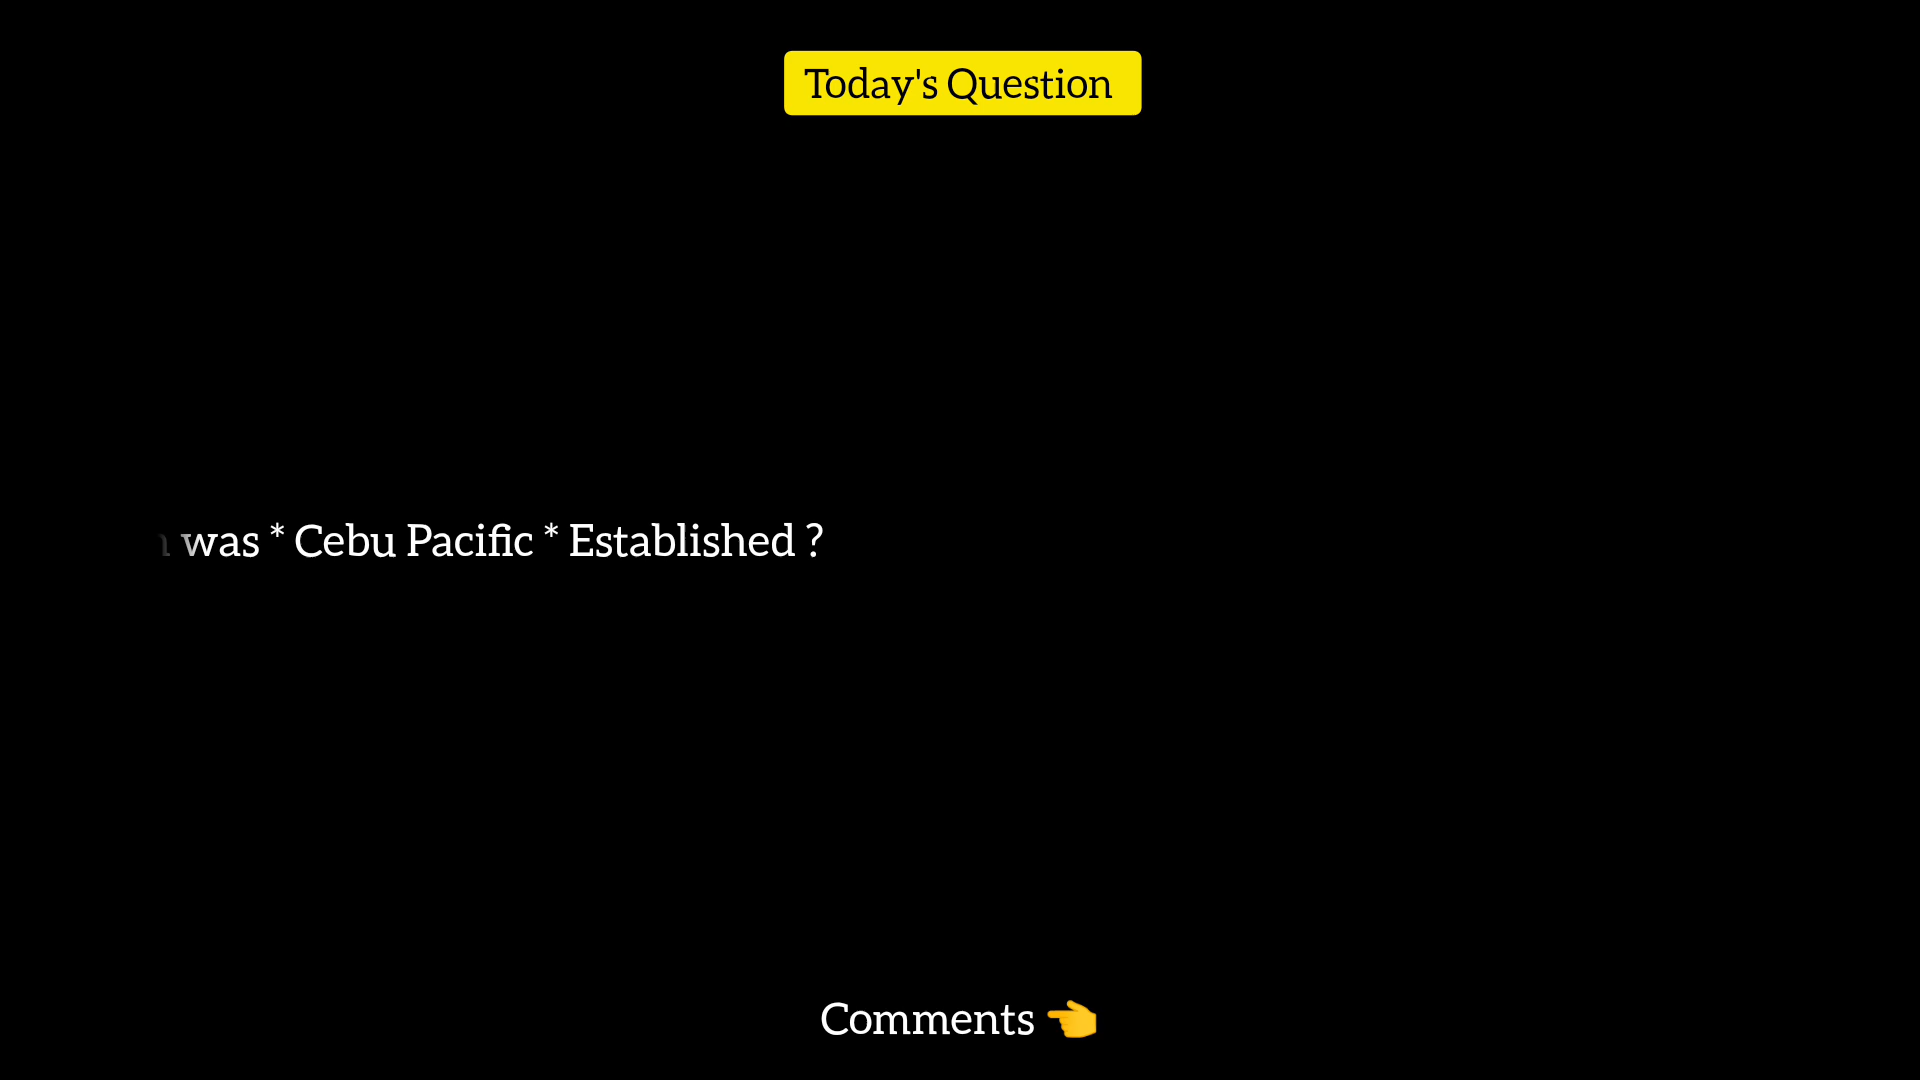 Today's Question
was * Cebu Pacific * Established ?
Comments 👈